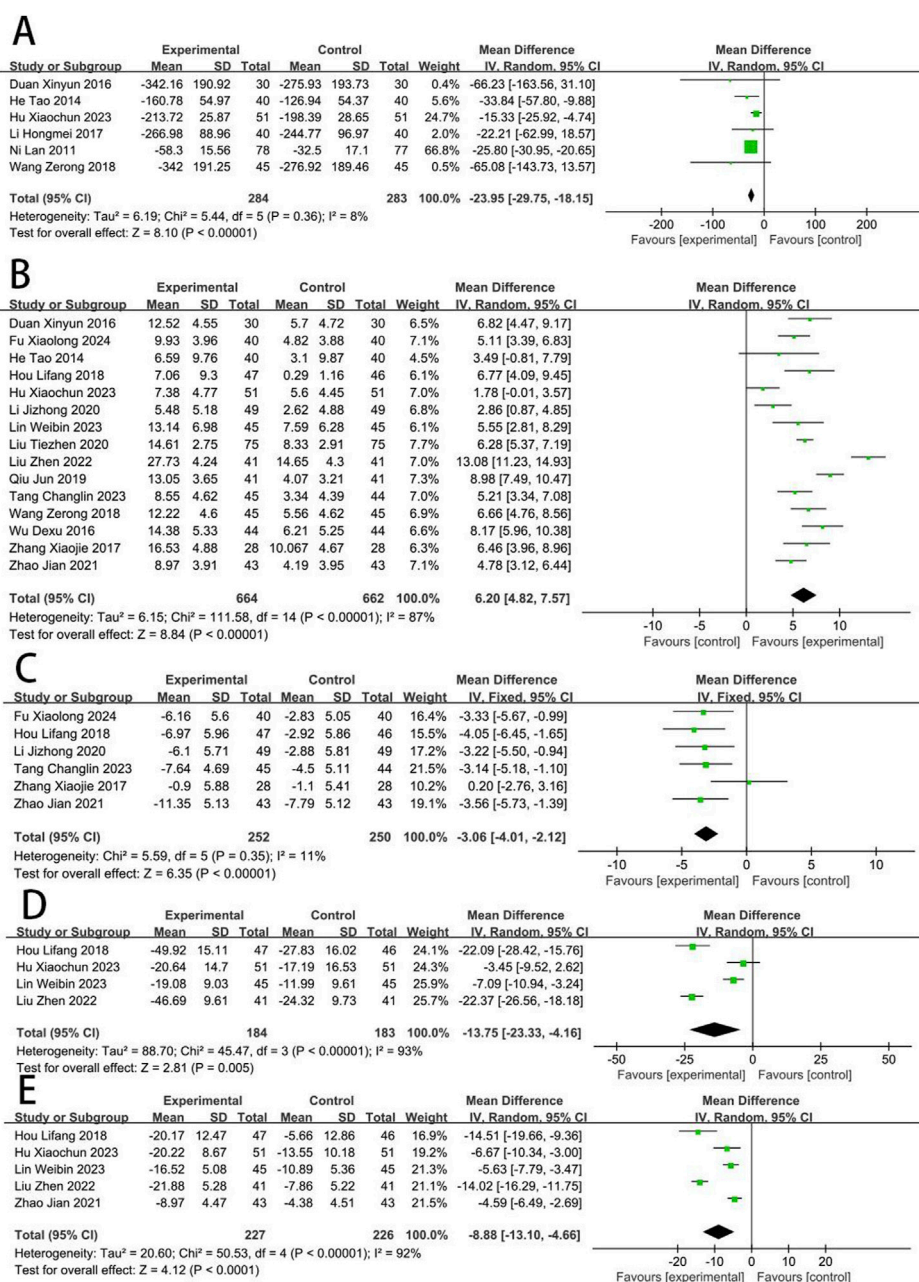 A
Experimental Control Mean Difference Mean Difference
Study or Subgroup Mean SD Total Mean SD Total Weight IV, Random, 95% CI IV, Random, 95% CI
Duan Xinyun 2016 -342.16 190.92 30 -275.93 193.73 30 0.4% -66.23 [-163.56, 31.10]
He Tao 2014 -160.78 54.97 40 -126.94 54.37 40 5.6% -33.84 [-57.80, -9.88]
Hu Xiaochun 2023 -213.72 25.87 51 -198.39 28.65 51 24.7% -15.33 [-25.92, -4.74]
Li Hongmei 2017 -266.98 88.96 40 -244.77 96.97 40 2.0% -22.21 [-62.99, 18.57]
Ni Lan 2011 -58.3 15.56 78 -32.5 17.1 77 66.8% -25.80 [-30.95, -20.65]
Wang Zerong 2018 -342 191.25 45 -276.92 189.46 45 0.5% -65.08 [-143.73, 13.57]
Total (95% CI) 284 283 100.0% -23.95 [-29.75, -18.15]
Heterogeneity: Tau² = 6.19; Chi² = 5.44, df = 5 (P = 0.36); I² = 8%
Test for overall effect: Z = 8.10 (P < 0.00001)
-200 -100 0 100 200
Favours [experimental] Favours [control]
B
Experimental Control Mean Difference Mean Difference
Study or Subgroup Mean SD Total Mean SD Total Weight IV, Random, 95% CI IV, Random, 95% CI
Duan Xinyun 2016 12.52 4.55 30 5.7 4.72 30 6.5% 6.82 [4.47, 9.17]
Fu Xiaolong 2024 9.93 3.96 40 4.82 3.88 40 7.1% 5.11 [3.39, 6.83]
He Tao 2014 6.59 9.76 40 3.1 9.87 40 4.5% 3.49 [-0.81, 7.79]
Hou Lifang 2018 7.06 9.3 47 0.29 1.16 46 6.1% 6.77 [4.09, 9.45]
Hu Xiaochun 2023 7.38 4.77 51 5.6 4.45 51 7.0% 1.78 [-0.01, 3.57]
Li Jizhong 2020 5.48 5.18 49 2.62 4.88 49 6.8% 2.86 [0.87, 4.85]
Lin Weibin 2023 13.14 6.98 45 7.59 6.28 45 6.1% 5.55 [2.81, 8.29]
Liu Tiezhen 2020 14.61 2.75 75 8.33 2.91 75 7.7% 6.28 [5.37, 7.19]
Liu Zhen 2022 27.73 4.24 41 14.65 4.3 41 7.0% 13.08 [11.23, 14.93]
Qiu Jun 2019 13.05 3.65 41 4.07 3.21 41 7.3% 8.98 [7.49, 10.47]
Tang Changlin 2023 8.55 4.62 45 3.34 4.39 44 7.0% 5.21 [3.34, 7.08]
Wang Zerong 2018 12.22 4.6 45 5.56 4.62 45 7.0% 6.66 [4.76, 8.56]
Wu Dexu 2016 14.38 5.33 44 6.21 5.25 44 6.6% 8.17 [5.96, 10.38]
Zhang Xiaojie 2017 16.53 4.88 28 10.067 4.67 28 6.3% 6.46 [3.96, 8.96]
Zhao Jian 2021 8.97 3.91 43 4.19 3.95 43 7.1% 4.78 [3.12, 6.44]
Total (95% CI) 664 662 100.0% 6.20 [4.82, 7.57]
Heterogeneity: Tau² = 6.15; Chi² = 111.58, df = 14 (P < 0.00001); I² = 87%
Test for overall effect: Z = 8.84 (P < 0.00001)
-10 -5 0 5 10
Favours [control] Favours [experimental]
C
Experimental Control Mean Difference Mean Difference
Study or Subgroup Mean SD Total Mean SD Total Weight IV, Fixed, 95% CI IV, Fixed, 95% CI
Fu Xiaolong 2024 -6.16 5.6 40 -2.83 5.05 40 16.4% -3.33 [-5.67, -0.99]
Hou Lifang 2018 -6.97 5.96 47 -2.92 5.86 46 15.5% -4.05 [-6.45, -1.65]
Li Jizhong 2020 -6.1 5.71 49 -2.88 5.81 49 17.2% -3.22 [-5.50, -0.94]
Tang Changlin 2023 -7.64 4.69 45 -4.5 5.11 44 21.5% -3.14 [-5.18, -1.10]
Zhang Xiaojie 2017 -0.9 5.88 28 -1.1 5.41 28 10.2% 0.20 [-2.76, 3.16]
Zhao Jian 2021 -11.35 5.13 43 -7.79 5.12 43 19.1% -3.56 [-5.73, -1.39]
Total (95% CI) 252 250 100.0% -3.06 [-4.01, -2.12]
Heterogeneity: Chi² = 5.59, df = 5 (P = 0.35); I² = 11%
Test for overall effect: Z = 6.35 (P < 0.00001)
-10 -5 0 5 10
Favours [experimental] Favours [control]
D
Experimental Control Mean Difference Mean Difference
Study or Subgroup Mean SD Total Mean SD Total Weight IV, Random, 95% CI IV, Random, 95% CI
Hou Lifang 2018 -49.92 15.11 47 -27.83 16.02 46 24.1% -22.09 [-28.42, -15.76]
Hu Xiaochun 2023 -20.64 14.7 51 -17.19 16.53 51 24.3% -3.45 [-9.52, 2.62]
Lin Weibin 2023 -19.08 9.03 45 -11.99 9.61 45 25.9% -7.09 [-10.94, -3.24]
Liu Zhen 2022 -46.69 9.61 41 -24.32 9.73 41 25.7% -22.37 [-26.56, -18.18]
Total (95% CI) 184 183 100.0% -13.75 [-23.33, -4.16]
Heterogeneity: Tau² = 88.70; Chi² = 45.47, df = 3 (P < 0.00001); I² = 93%
Test for overall effect: Z = 2.81 (P = 0.005)
-50 -25 0 25 50
Favours [experimental] Favours [control]
E
Experimental Control Mean Difference Mean Difference
Study or Subgroup Mean SD Total Mean SD Total Weight IV, Random, 95% CI IV, Random, 95% CI
Hou Lifang 2018 -20.17 12.47 47 -5.66 12.86 46 16.9% -14.51 [-19.66, -9.36]
Hu Xiaochun 2023 -20.22 8.67 51 -13.55 10.18 51 19.2% -6.67 [-10.34, -3.00]
Lin Weibin 2023 -16.52 5.08 45 -10.89 5.36 45 21.3% -5.63 [-7.79, -3.47]
Liu Zhen 2022 -21.88 5.28 41 -7.86 5.22 41 21.2% -14.02 [-16.29, -11.75]
Zhao Jian 2021 -8.97 4.47 43 -4.38 4.51 43 21.5% -4.59 [-6.49, -2.69]
Total (95% CI) 227 226 100.0% -8.88 [-13.10, -4.66]
Heterogeneity: Tau² = 20.60; Chi² = 50.53, df = 4 (P < 0.00001); I² = 92%
Test for overall effect: Z = 4.12 (P < 0.0001)
-20 -10 0 10 20
Favours [experimental] Favours [control]